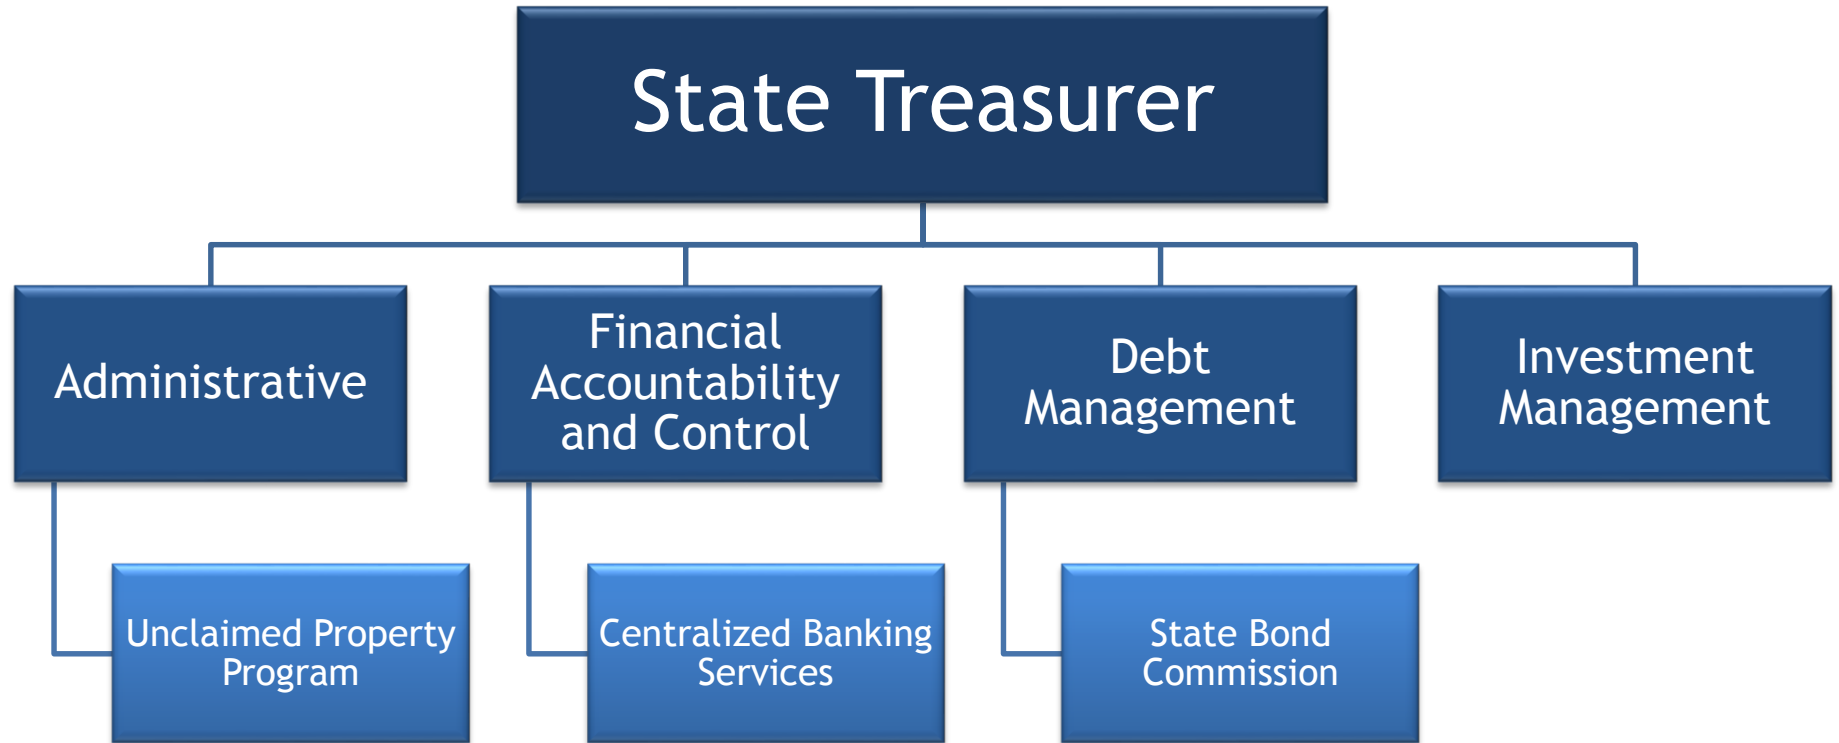 State Treasurer
Administrative
Financial
Accountability
and Control
Debt
Management
Investment
Management
Unclaimed Property
Program
Centralized Banking
Services
State Bond
Commission